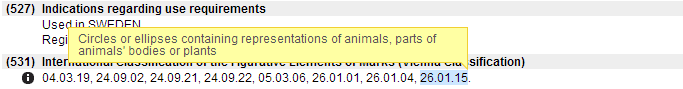 (527) Indications regarding use requirements
Used in SWEDEN
Regi
Circles or ellipses containing representations of animals, parts of
animals' bodies or plants
(531) International Classification of the Figurative Elements of Marks (Vienna Classification)
04.03.19, 24.09.02, 24.09.21, 24.09.22, 05.03.06, 26.01.01, 26.01.04, 26.01.15.